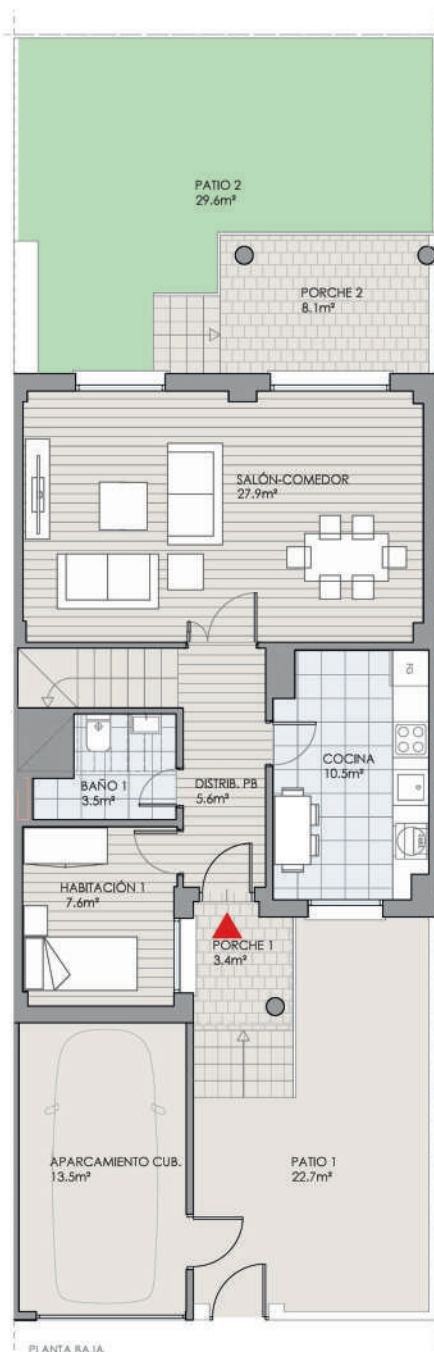 PATIO 2
29.6m²
PORCHE 2
8.1m²
SALÓN-COMEDOR
27.9m²
COCINA
10.5m²
BAÑO 1
3.5m²
DISTRIB. PB
5.6m²
HABITACIÓN 1
7.6m²
PORCHE 1
3.4m²
APARCAMIENTO CUB.
13.5m²
PATIO 1
22.7m²
PLANTA BAJA